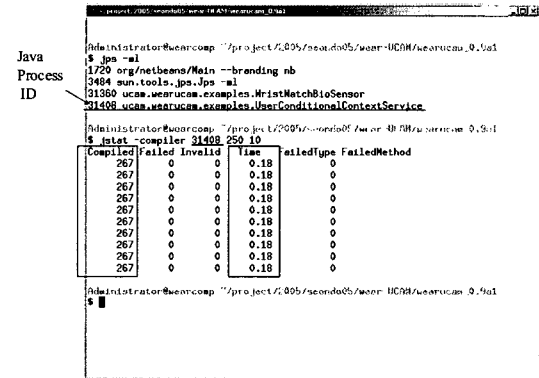 Java
Process
ID
Administrator@wearcomp ~/project/2005/seondo05/wear-UCAM/wearucam_0.9a1
$ jps -ml
1720 org/netbeans/Main --branding nb
3484 sun.tools.jps.Jps -ml
31360 ucam.wearucam.examples.WristWatchBioSensor
31408 ucam.wearucam.examples.UserConditionalContextService
Administrator@wearcomp ~/project/2005/seondo05/wear-UCAM/wearucam_0.9a1
$ jstat -compiler 31408 250 10
Compiled Failed Invalid Time FailedType FailedMethod
267 0 0 0.18 0
267 0 0 0.18 0
267 0 0 0.18 0
267 0 0 0.18 0
267 0 0 0.18 0
267 0 0 0.18 0
267 0 0 0.18 0
267 0 0 0.18 0
267 0 0 0.18 0
267 0 0 0.18 0
Administrator@wearcomp ~/project/2005/seondo05/wear-UCAM/wearucam_0.9a1
$